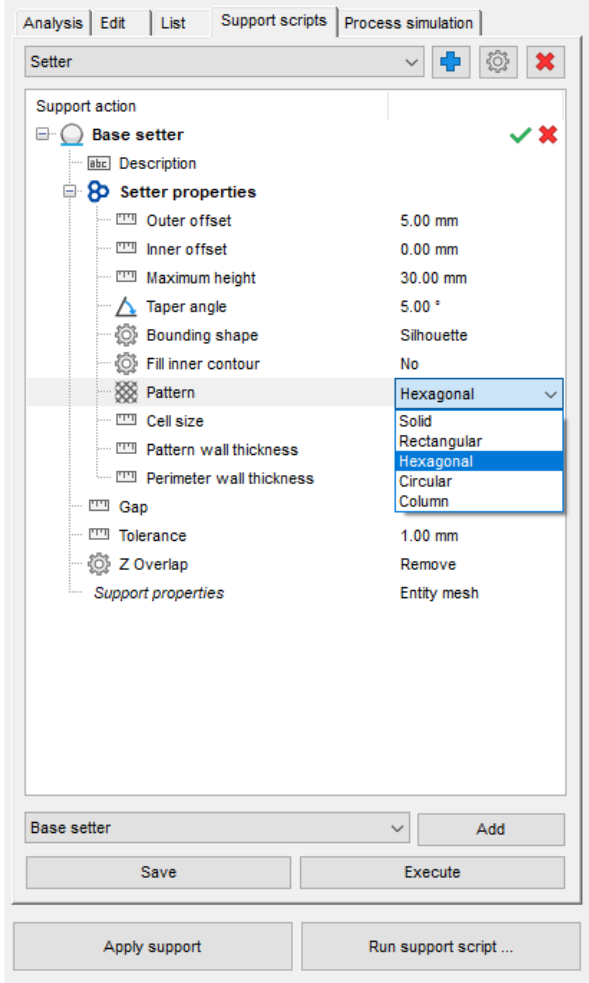 Analysis Edit List Support scripts Process simulation
Setter
Support action
Base setter
abc Description
Setter properties
Outer offset 5.00 mm
Inner offset 0.00 mm
Maximum height 30.00 mm
Taper angle 5.00 °
Bounding shape Silhouette
Fill inner contour No
Pattern Hexagonal
Cell size Solid
Rectangular
Pattern wall thickness Hexagonal
Perimeter wall thickness Circular
Column
Gap
Tolerance 1.00 mm
Z Overlap Remove
Support properties Entity mesh
Base setter Add
Save Execute
Apply support Run support script ...